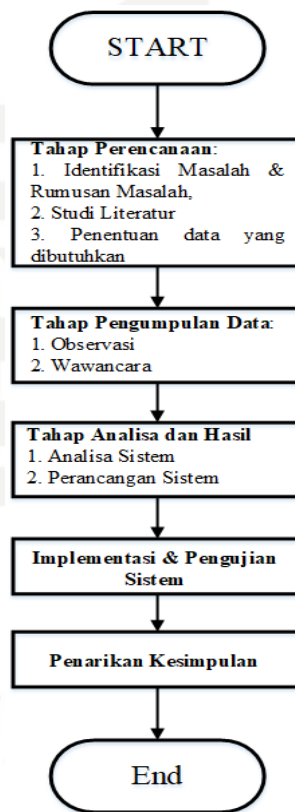 START
Tahap Perencanaan:
1. Identifikasi Masalah &
Rumusan Masalah,
2. Studi Literatur
3. Penentuan data yang
dibutuhkan
Tahap Pengumpulan Data:
1. Observasi
2. Wawancara
Tahap Analisa dan Hasil
1. Analisa Sistem
2. Perancangan Sistem
Implementasi & Pengujian
Sistem
Penarikan Kesimpulan
End